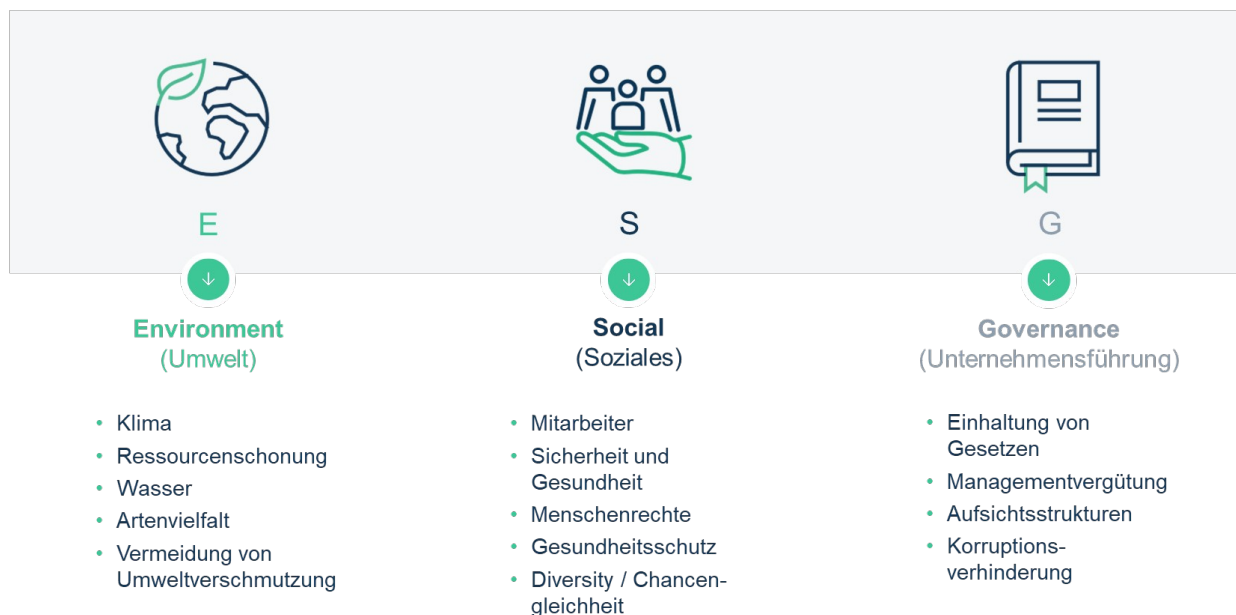 E
S
G
Environment
(Umwelt)
Social
(Soziales)
Governance
(Unternehmensführung)
Klima
Ressourcenschonung
Wasser
Artenvielfalt
Vermeidung von
Umweltverschmutzung
Mitarbeiter
Sicherheit und
Gesundheit
Menschenrechte
Gesundheitsschutz
Diversity / Chancen-
gleichheit
Einhaltung von
Gesetzen
Managementvergütung
Aufsichtsstrukturen
Korruptions-
verhinderung